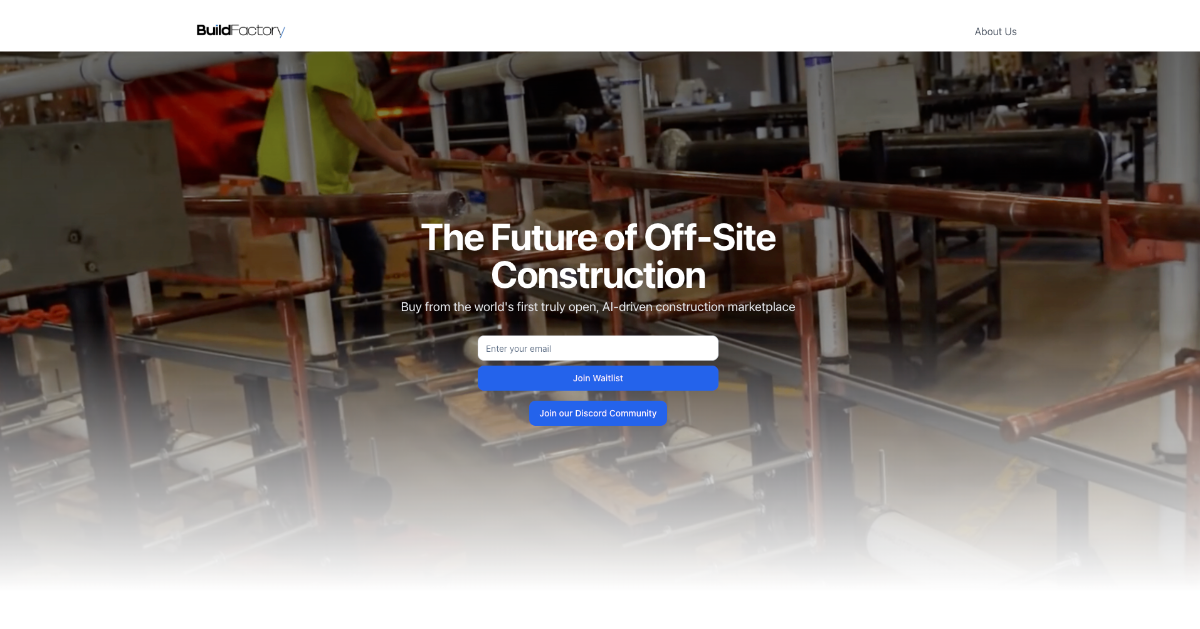 BuildFactory
About Us
The Future of Off-Site
Construction
Buy from the world's first truly open, AI-driven construction marketplace
Enter your email
Join Waitlist
Join our Discord Community